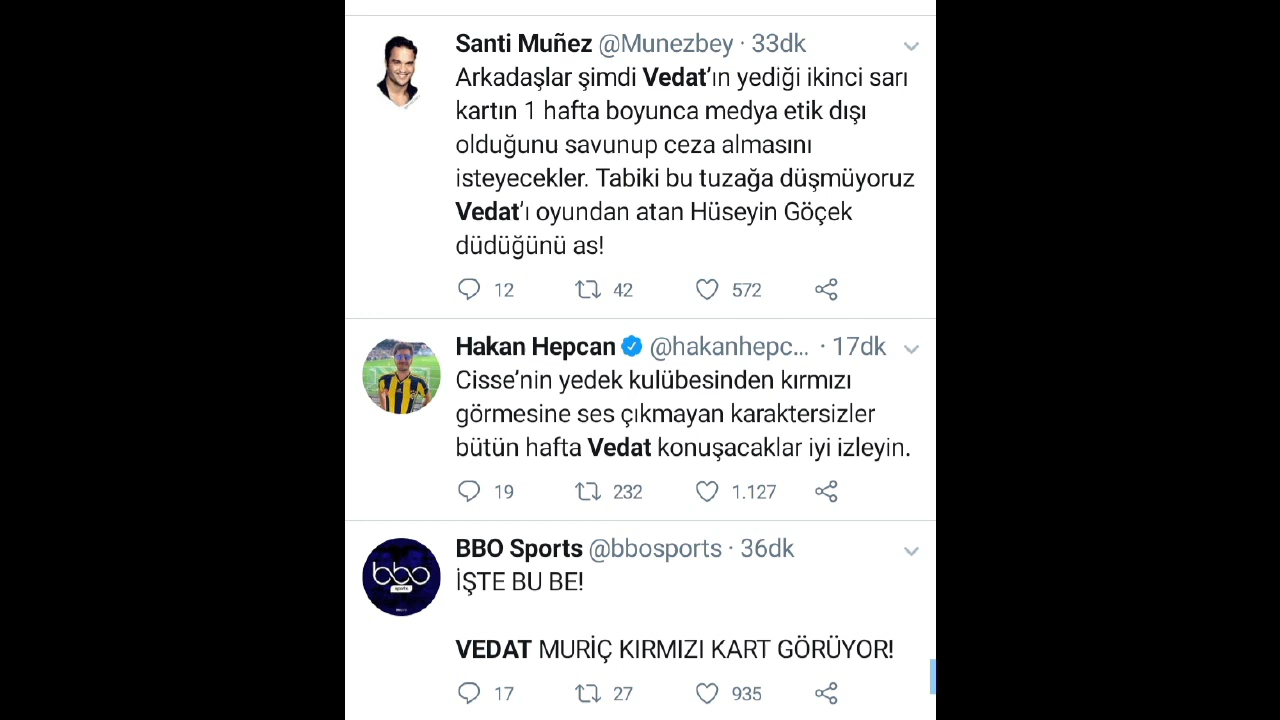 Santi Muñez @Munezbey · 33dk
Arkadaşlar şimdi Vedat'ın yediği ikinci sarı
kartın 1 hafta boyunca medya etik dışı
olduğunu savunup ceza almasını
isteyecekler. Tabiki bu tuzağa düşmüyoruz
Vedat'ı oyundan atan Hüseyin Göçek
düdüğünü as!
12 42 572
Hakan Hepcan @hakanhepc... · 17dk
Cisse'nin yedek kulübesinden kırmızı
görmesine ses çıkmayan karaktersizler
bütün hafta Vedat konuşacaklar iyi izleyin.
19 232 1.127
bbo
sports
BBO Sports @bbosports · 36dk
İŞTE BU BE!
VEDAT MURİÇ KIRMIZI KART GÖRÜYOR!
17 27 935